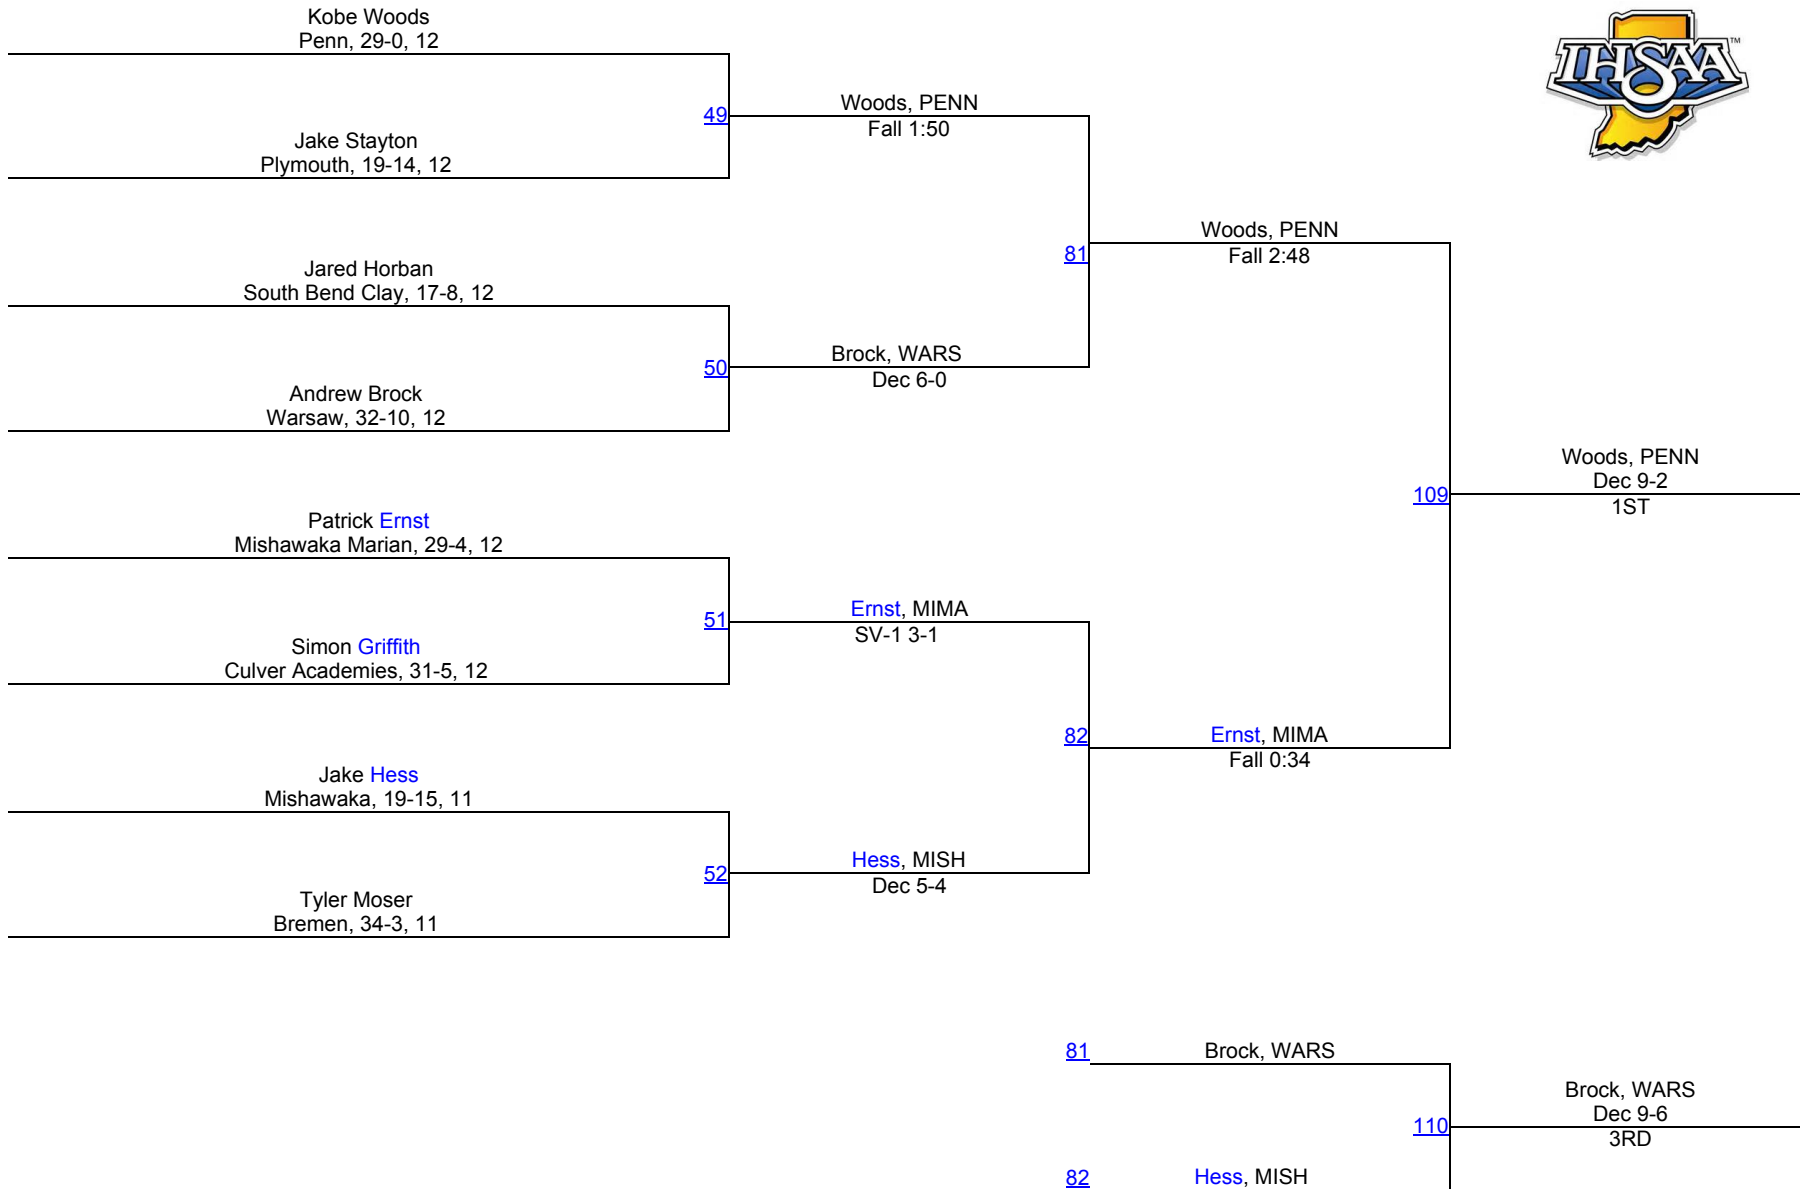 Kobe Woods
Penn, 29-0, 12
49
Woods, PENN
Fall 1:50
Jake Stayton
Plymouth, 19-14, 12
IHSAA
TM
81
Woods, PENN
Fall 2:48
Jared Horban
South Bend Clay, 17-8, 12
50
Brock, WARS
Dec 6-0
Andrew Brock
Warsaw, 32-10, 12
109
Woods, PENN
Dec 9-2
1ST
Patrick Ernst
Mishawaka Marian, 29-4, 12
51
Ernst, MIMA
SV-1 3-1
Simon Griffith
Culver Academies, 31-5, 12
82
Ernst, MIMA
Fall 0:34
Jake Hess
Mishawaka, 19-15, 11
52
Hess, MISH
Dec 5-4
Tyler Moser
Bremen, 34-3, 11
81
Brock, WARS
110
Brock, WARS
Dec 9-6
3RD
82
Hess, MISH